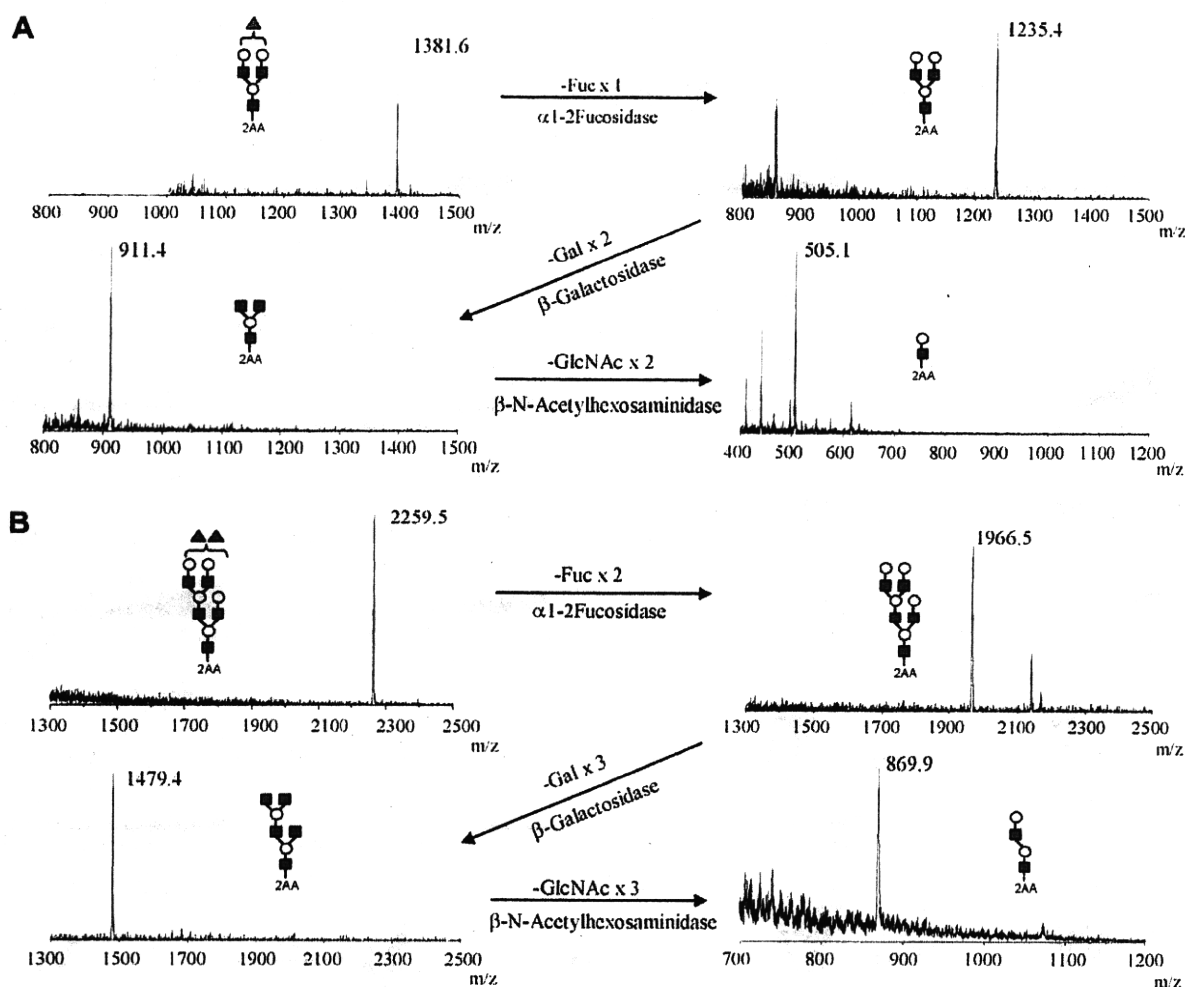 A
1381.6
2AA
800 900 1000 1100 1200 1300 1400 1500
m/z
-Fuc x 1
α1-2Fucosidase
1235.4
2AA
800 900 1000 1100 1200 1300 1400 1500
m/z
-Gal x 2
β-Galactosidase
911.4
2AA
800 900 1000 1100 1200 1300 1400 1500
m/z
-GlcNAc x 2
β-N-Acetylhexosaminidase
505.1
2AA
400 500 600 700 800 900 1000 1100 1200
m/z
B
2259.5
2AA
1300 1500 1700 1900 2100 2300 2500
m/z
-Fuc x 2
α1-2Fucosidase
1966.5
2AA
1300 1500 1700 1900 2100 2300 2500
m/z
-Gal x 3
β-Galactosidase
1479.4
2AA
1300 1500 1700 1900 2100 2300 2500
m/z
-GlcNAc x 3
β-N-Acetylhexosaminidase
869.9
2AA
700 800 900 1000 1100 1200
m/z